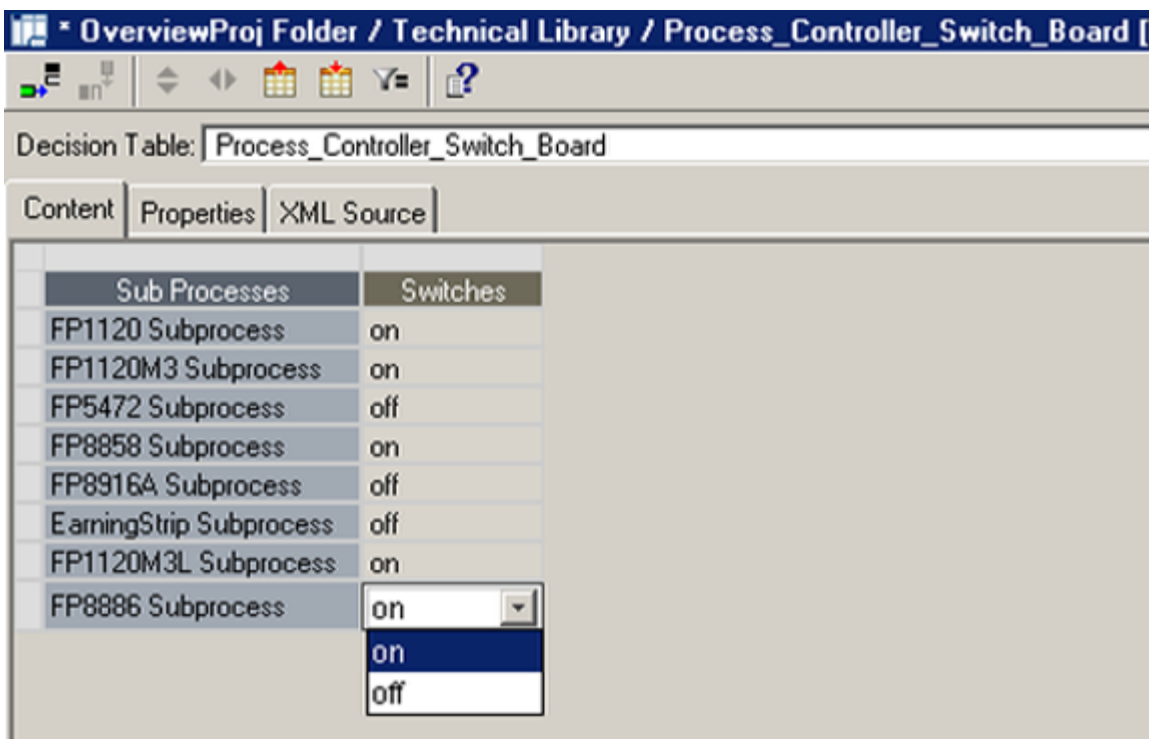 * OverviewProj Folder / Technical Library / Process_Controller_Switch_Board [
Decision Table: Process_Controller_Switch_Board
Content Properties XML Source
Sub Processes Switches
FP1120 Subprocess on
FP1120M3 Subprocess on
FP5472 Subprocess off
FP8858 Subprocess on
FP8916A Subprocess off
EarningStrip Subprocess off
FP1120M3L Subprocess on
FP8886 Subprocess on
on
off